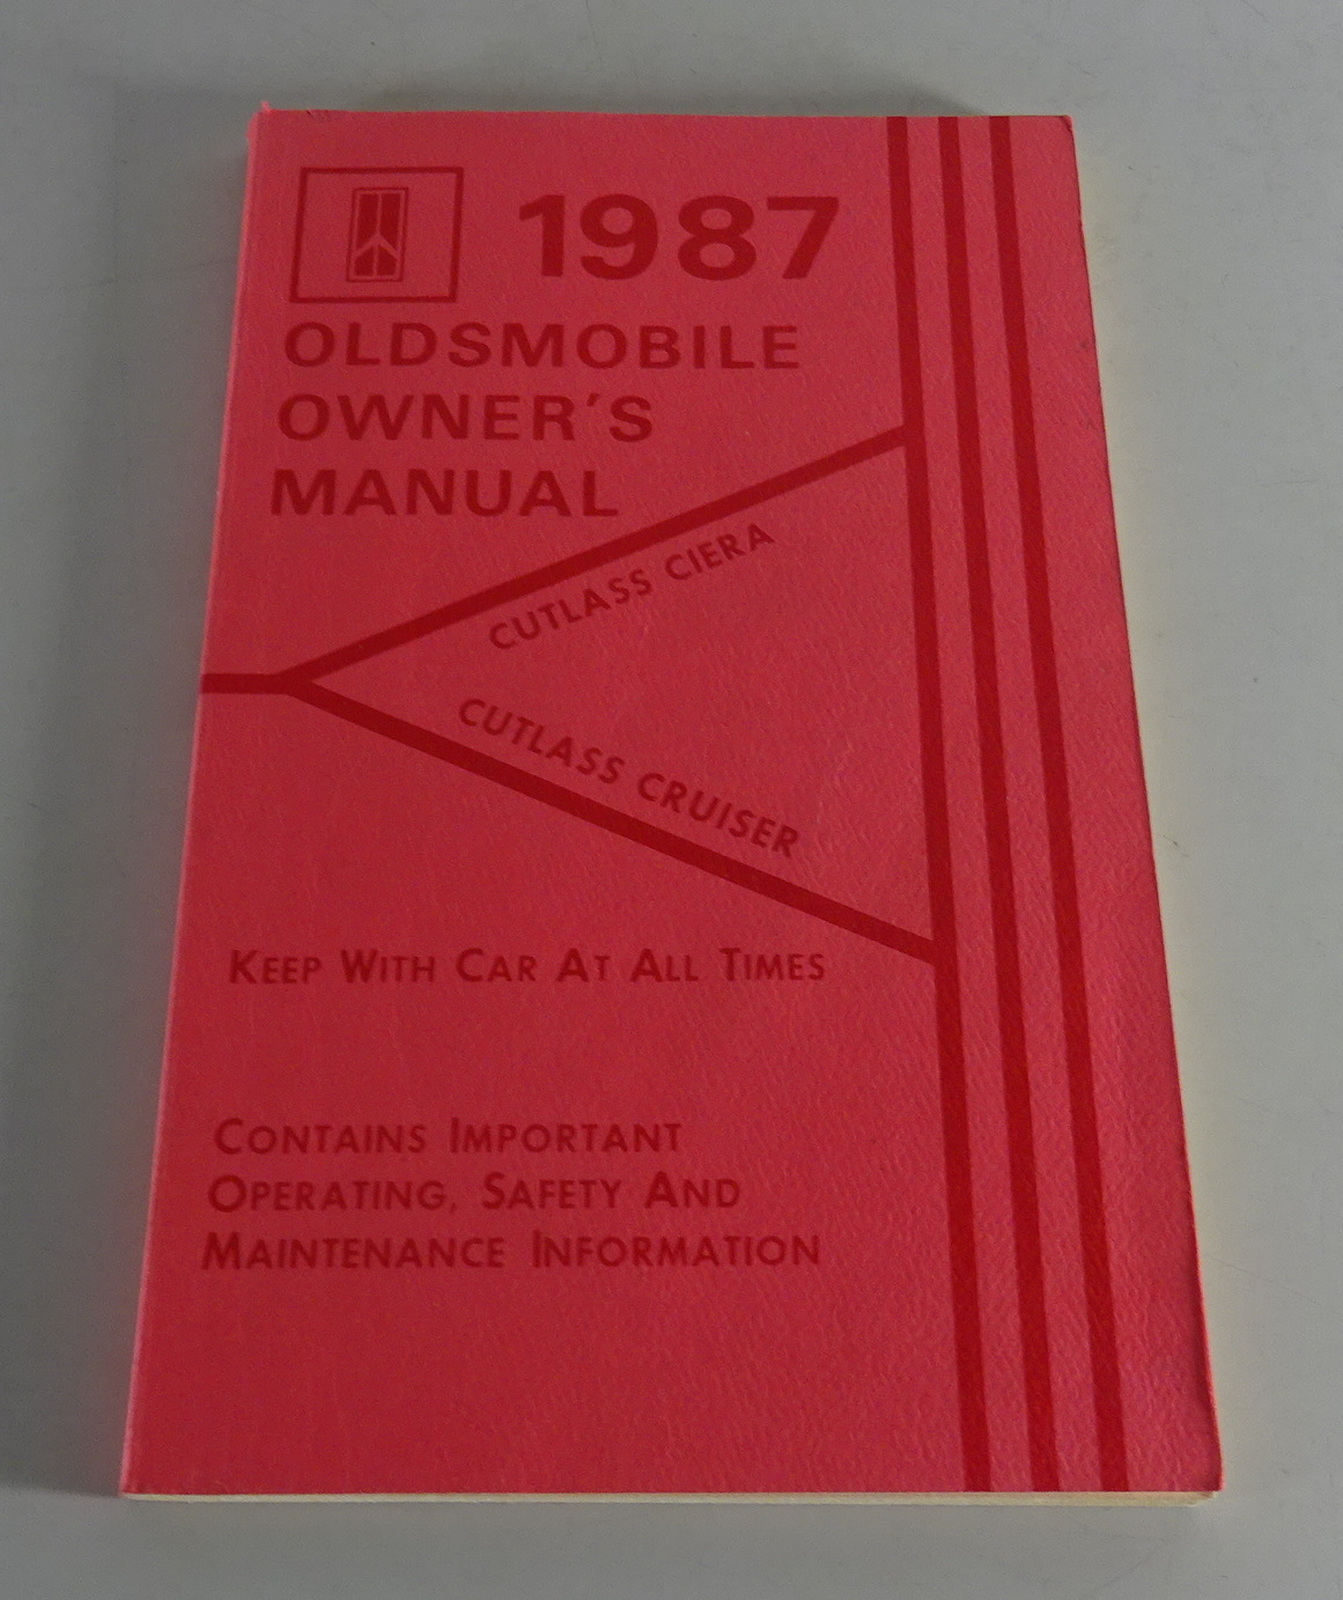 1987
OLDSMOBILE
OWNER'S
MANUAL
CUTLASS CIERA
CUTLASS CRUISER
KEEP WITH CAR AT ALL TIMES
CONTAINS IMPORTANT
OPERATING, SAFETY AND
MAINTENANCE INFORMATION